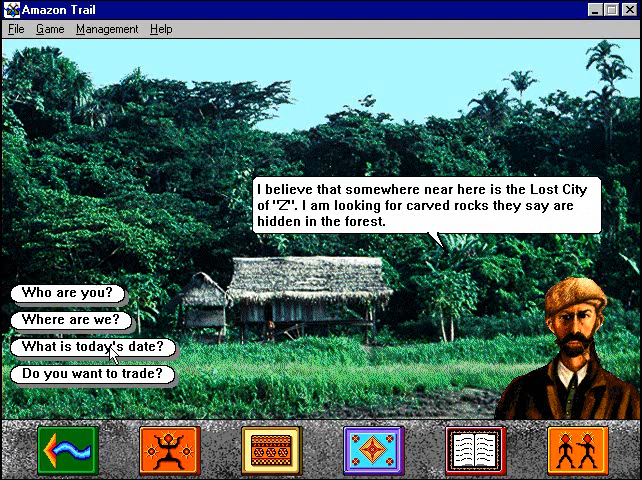 Amazon Trail
File Game Management Help
I believe that somewhere near here is the Lost City
of "Z". I am looking for carved rocks they say are
hidden in the forest.
Who are you?
Where are we?
What is today's date?
Do you want to trade?